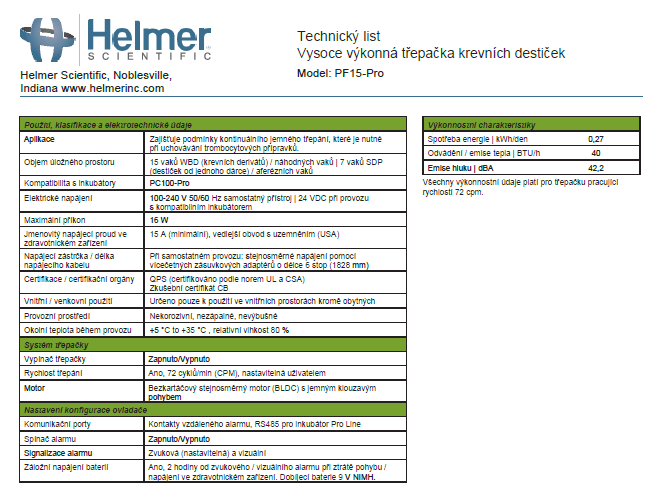 Helmer
SCIENTIFIC
Helmer Scientific, Noblesville,
Indiana www.helmerinc.com
Technický list
Vysoce výkonná třepačka krevních destiček
Model: PF15-Pro
Použití, klasifikace a elektrotechnické údaje
Aplikace
Zajišťuje podmínky kontinuálního jemného třepání, které je nutné
při uchovávání trombocytových přípravků.
Objem úložného prostoru
15 vaků WBD (krevních derivátů) / náhodných vaků | 7 vaků SDP
(destiček od jednoho dárce) / aferézních vaků
Kompatibilita s inkubátory
PC100-Pro
Elektrické napájení
100-240 V 50/60 Hz samostatný přístroj | 24 VDC při provozu
s kompatibilním inkubátorem
Maximální příkon
16 W
Jmenovitý napájecí proud ve
zdravotnickém zařízení
15 A (minimální), vedlejší obvod s uzemněním (USA)
Napájecí zástrčka / délka
napájecího kabelu
Při samostatném provozu: stejnosměrné napájení pomocí
vícečetných zásuvkových adaptérů o délce 6 stop (1828 mm)
Certifikace / certifikační orgány
QPS (certifikováno podle norem UL a CSA)
Zkušební certifikát CB
Vnitřní / venkovní použití
Určeno pouze k použití ve vnitřních prostorách kromě obytných
Provozní prostředí
Nekorozivní, nezápalné, nevýbušné
Okolní teplota během provozu
+5 °C to +35 °C , relativní vlhkost 80 %
Systém třepačky
Vypínač třepačky
Zapnuto/Vypnuto
Rychlost třepání
Ano, 72 cyklů/min (CPM), nastavitelná uživatelem
Motor
Bezkartáčový stejnosměrný motor (BLDC) s jemným klouzavým
pohybem
Nastavení konfigurace ovladače
Komunikační porty
Kontakty vzdáleného alarmu, RS485 pro inkubátor Pro Line
Spínač alarmu
Zapnuto/Vypnuto
Signalizace alarmu
Zvuková (nastavitelná) a vizuální
Záložní napájení baterií
Ano, 2 hodiny od zvukového / vizuálního alarmu při ztrátě pohybu /
napájení ve zdravotnickém zařízení. Dobíjecí baterie 9 V NIMH.
Výkonnostní charakteristiky
Spotřeba energie | kWh/den
0,27
Odvádění / emise tepla | BTU/h
40
Emise hluku | dBA
42,2
Všechny výkonnostní údaje platí pro třepačku pracující
rychlostí 72 cpm.